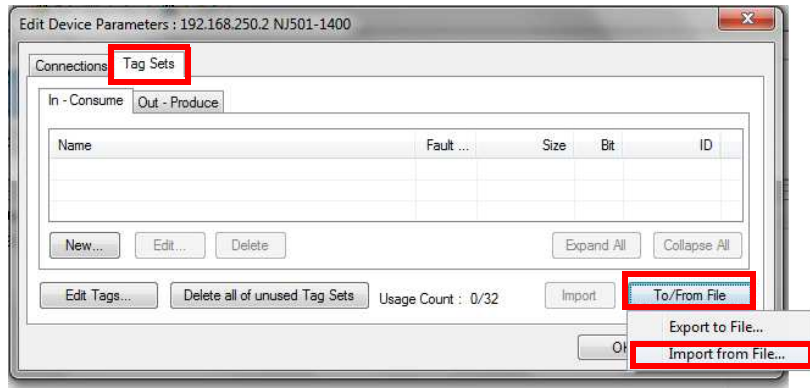 Edit Device Parameters : 192.168.250.2 NJ501-1400
Connections Tag Sets
In - Consume Out - Produce
Name Fault ... Size Bit ID
New... Edit... Delete Expand All Collapse All
Edit Tags... Delete all of unused Tag Sets Usage Count : 0/32 Import To/From File
Export to File...
Import from File...